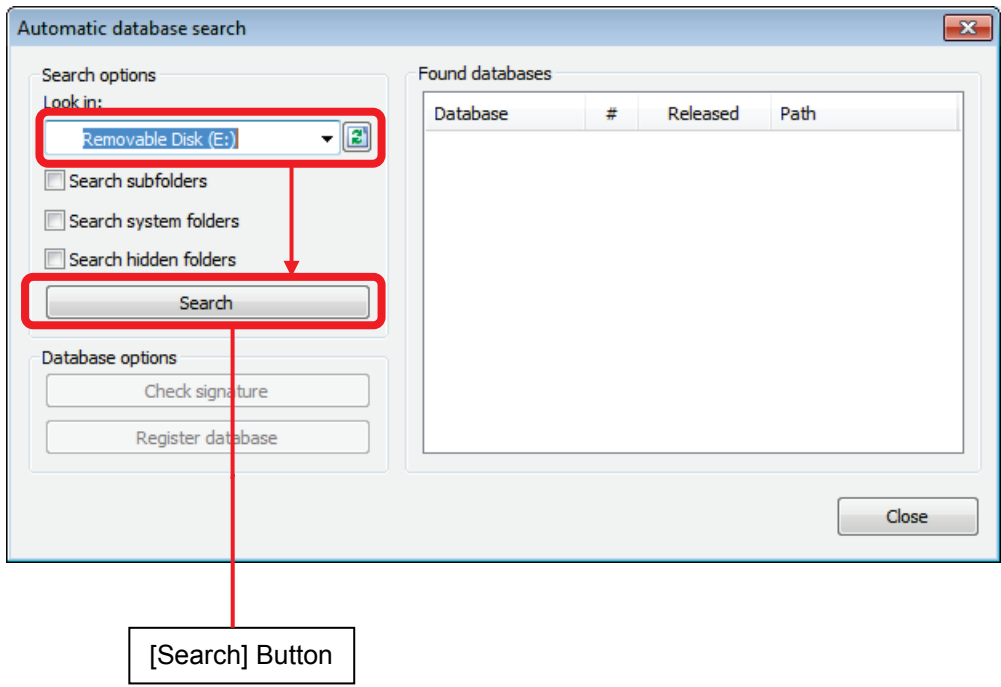 Automatic database search
Search options
Look in:
Removable Disk (E:)
Search subfolders
Search system folders
Search hidden folders
Search
Database options
Check signature
Register database
Found databases
Database # Released Path
Close
[Search] Button